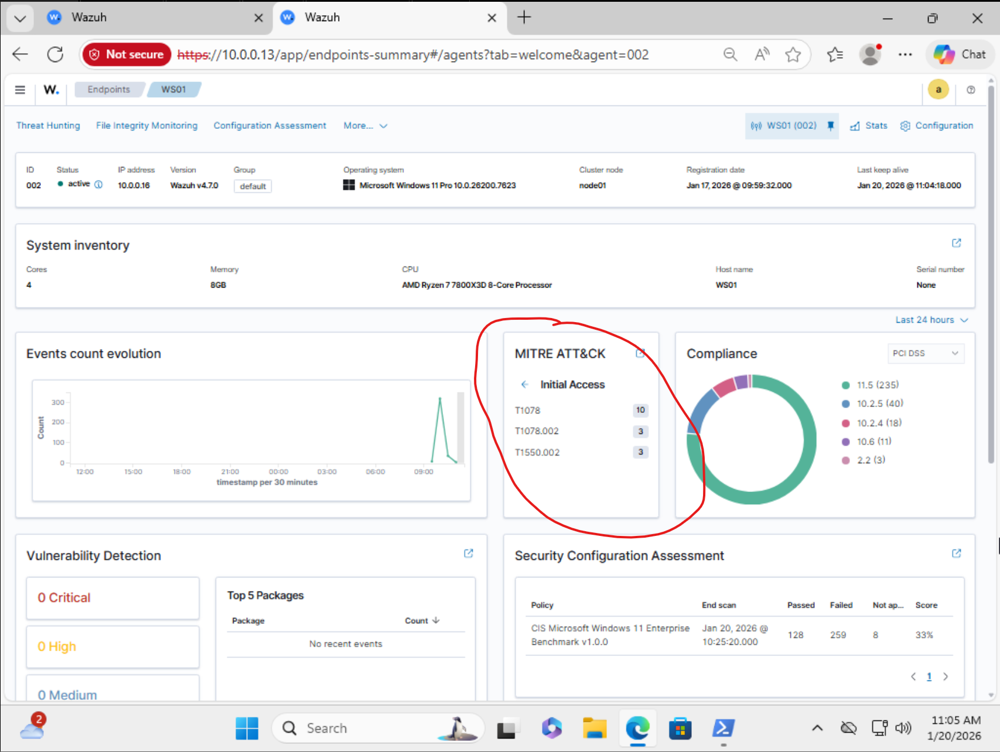 Wazuh
Wazuh
Not secure https://10.0.0.13/app/endpoints-summary#/agents?tab=welcome&agent=002
Chat
W. Endpoints WS01 a
Threat Hunting File Integrity Monitoring Configuration Assessment More... WS01 (002) Stats Configuration
ID Status IP address Version Group Operating system Cluster node Registration date Last keep alive
002 active 10.0.0.16 Wazuh v4.7.0 default Microsoft Windows 11 Pro 10.0.26200.7623 node01 Jan 17, 2026 @ 09:59:32.000 Jan 20, 2026 @ 11:04:18.000
System inventory
Cores Memory CPU Host name Serial number
4 8GB AMD Ryzen 7 7800X3D 8-Core Processor WS01 None
Last 24 hours
Events count evolution
Count
300
200
100
0
12:00 15:00 18:00 21:00 00:00 03:00 06:00 09:00
timestamp per 30 minutes
MITRE ATT&CK
Initial Access
T1078 10
T1078.002 3
T1550.002 3
Compliance
PCI DSS
11.5 (235)
10.2.5 (40)
10.2.4 (18)
10.6 (11)
2.2 (3)
Vulnerability Detection
0 Critical
0 High
0 Medium
Top 5 Packages
Package Count
No recent events
Security Configuration Assessment
Policy End scan Passed Failed Not ap... Score
CIS Microsoft Windows 11 Enterprise Jan 20, 2026 @ 128 259 8 33%
Benchmark v1.0.0 10:25:20.000
1
2
Search
11:05 AM
1/20/2026